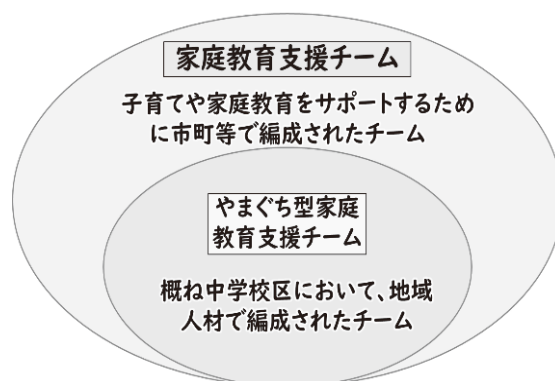 家庭教育支援チーム
子育てや家庭教育をサポートするため
に市町等で編成されたチーム
やまぐち型家庭
教育支援チーム
概ね中学校区において、地域
人材で編成されたチーム